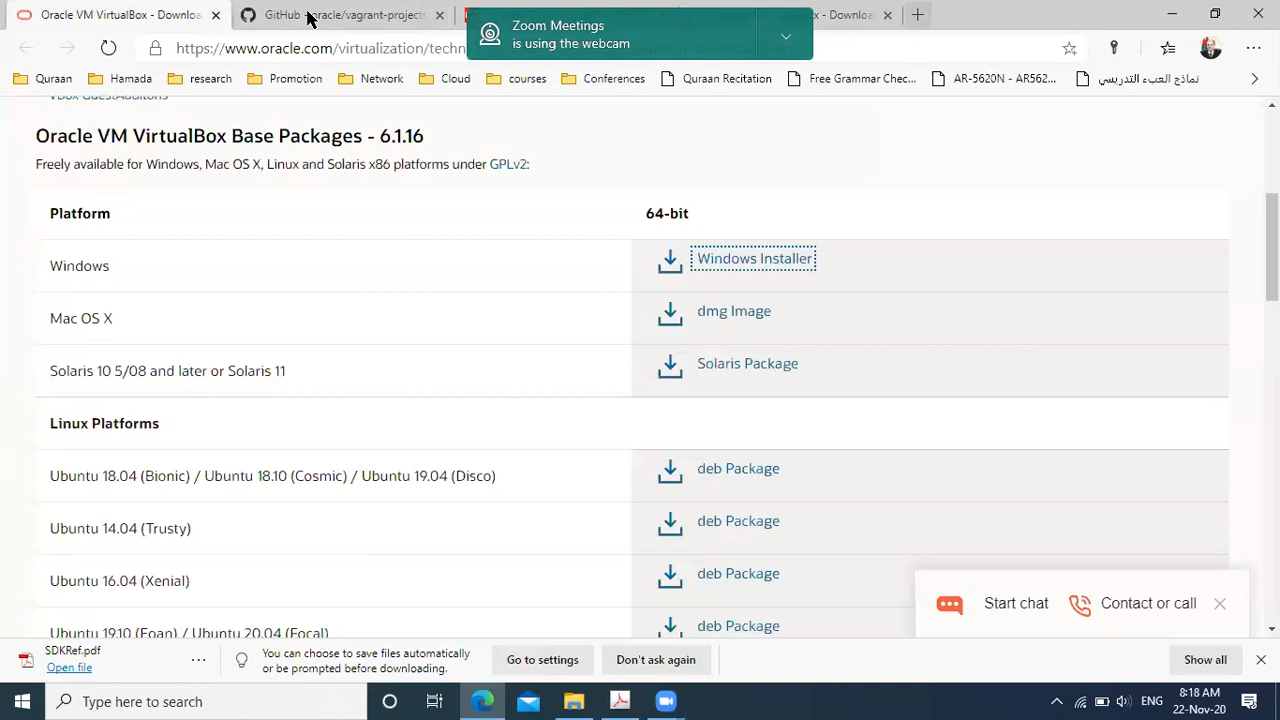 Oracle VM VirtualBox - Downloa
GitHub - oracle/vagrant-projects
x - Downloa
Zoom Meetings
is using the webcam
https://www.oracle.com/virtualization/techn
Quraan
Hamada
research
Promotion
Network
Cloud
courses
Conferences
Quraan Recitation
Free Grammar Chec...
AR-5620N - AR562...
نماذج العبء التدريسي
VBox GuestAdditions
Oracle VM VirtualBox Base Packages - 6.1.16
Freely available for Windows, Mac OS X, Linux and Solaris x86 platforms under GPLv2:
Platform 64-bit
Windows Windows Installer
Mac OS X dmg Image
Solaris 10 5/08 and later or Solaris 11 Solaris Package
Linux Platforms
Ubuntu 18.04 (Bionic) / Ubuntu 18.10 (Cosmic) / Ubuntu 19.04 (Disco) deb Package
Ubuntu 14.04 (Trusty) deb Package
Ubuntu 16.04 (Xenial) deb Package
Ubuntu 19.10 (Eoan) / Ubuntu 20.04 (Focal) deb Package
Start chat
Contact or call
SDKRef.pdf
Open file
You can choose to save files automatically
or be prompted before downloading.
Go to settings
Don't ask again
Show all
Type here to search
ENG
8:18 AM
22-Nov-20